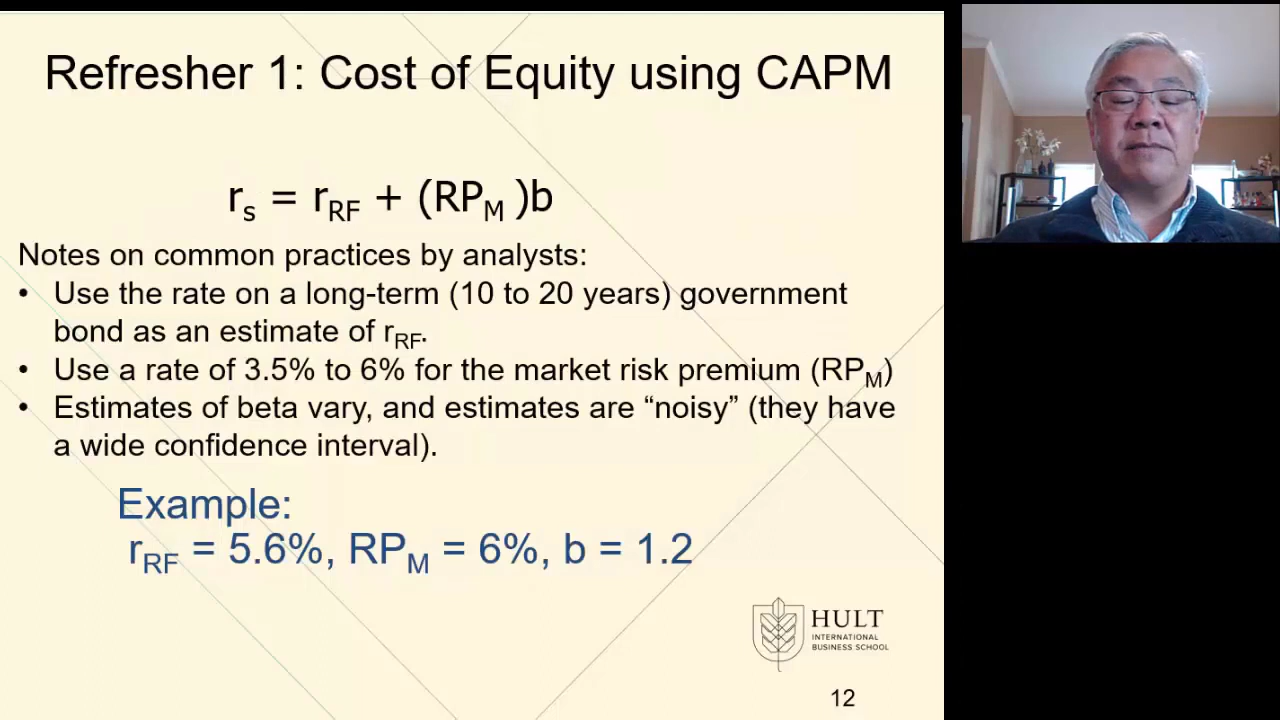 Refresher 1: Cost of Equity using CAPM
rs = rRF + (RPM )b
Notes on common practices by analysts:
• Use the rate on a long-term (10 to 20 years) government
bond as an estimate of rRF.
• Use a rate of 3.5% to 6% for the market risk premium (RPM)
• Estimates of beta vary, and estimates are “noisy” (they have
a wide confidence interval).
Example:
rRF = 5.6%, RPM = 6%, b = 1.2
HULT
INTERNATIONAL
BUSINESS SCHOOL
12